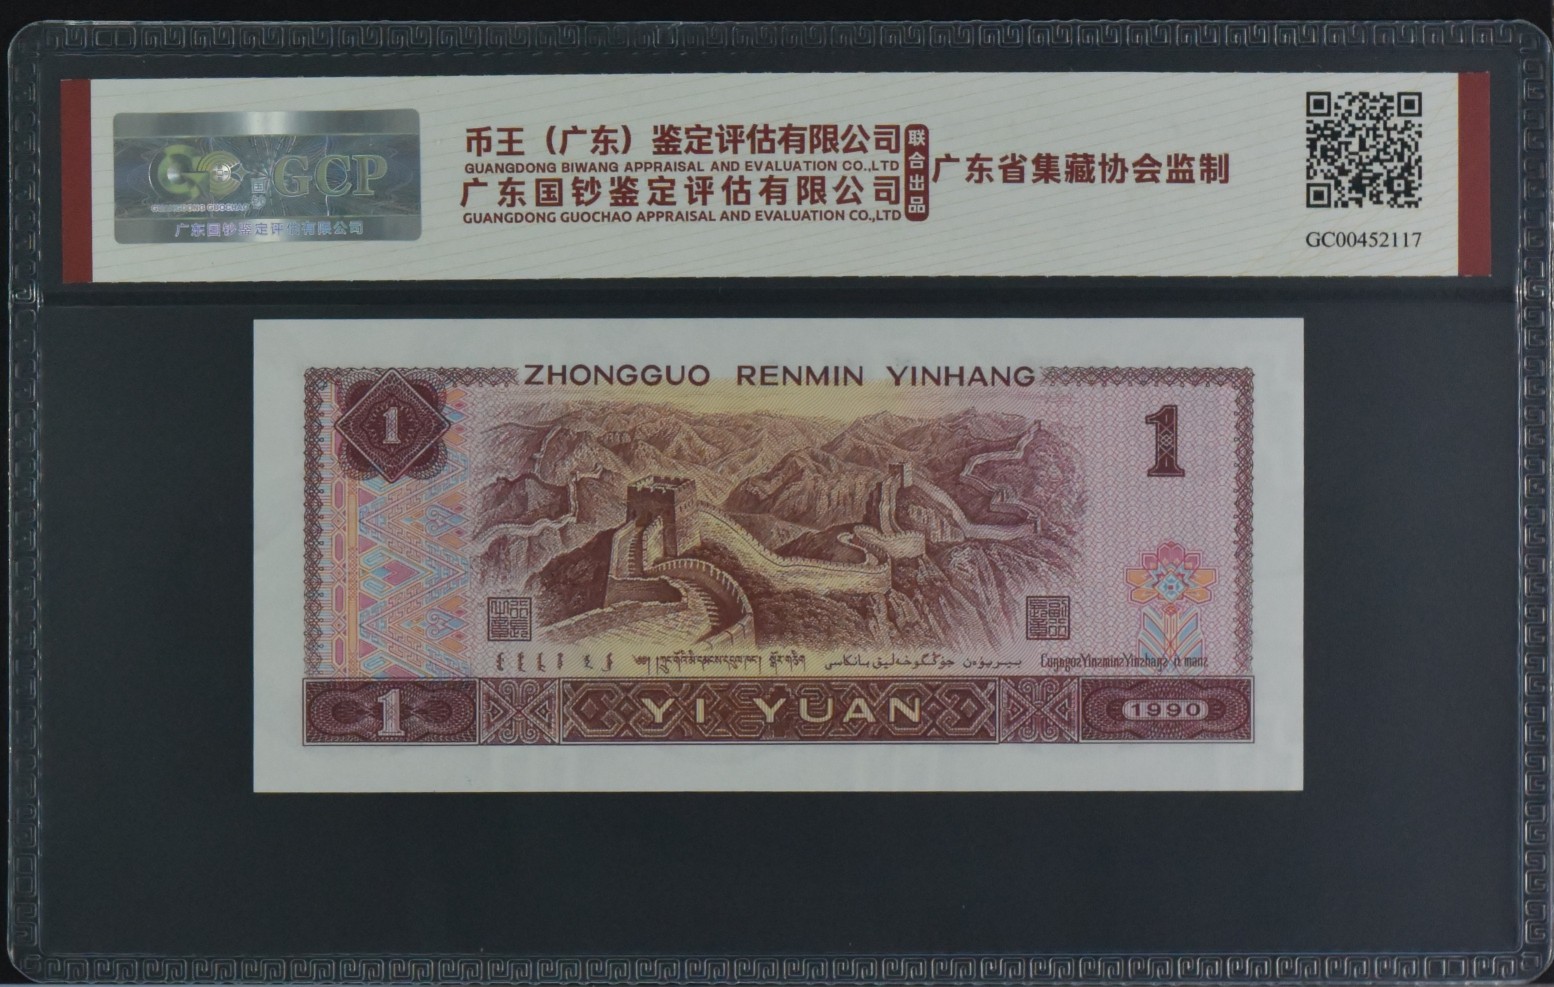 币王（广东）鉴定评估有限公司
GUANGDONG BIWANG APPRAISAL AND EVALUATION CO.,LTD
广东国钞鉴定评估有限公司
GUANGDONG GUOCHAO APPRAISAL AND EVALUATION CO.,LTD
联合出品
广东省集藏协会监制
GC00452117
GC GCP
GUANGDONG GUOCHAO
广东国钞鉴定评估有限公司
ZHONGGUO RENMIN YINHANG
1
1
1 YI YUAN 1990